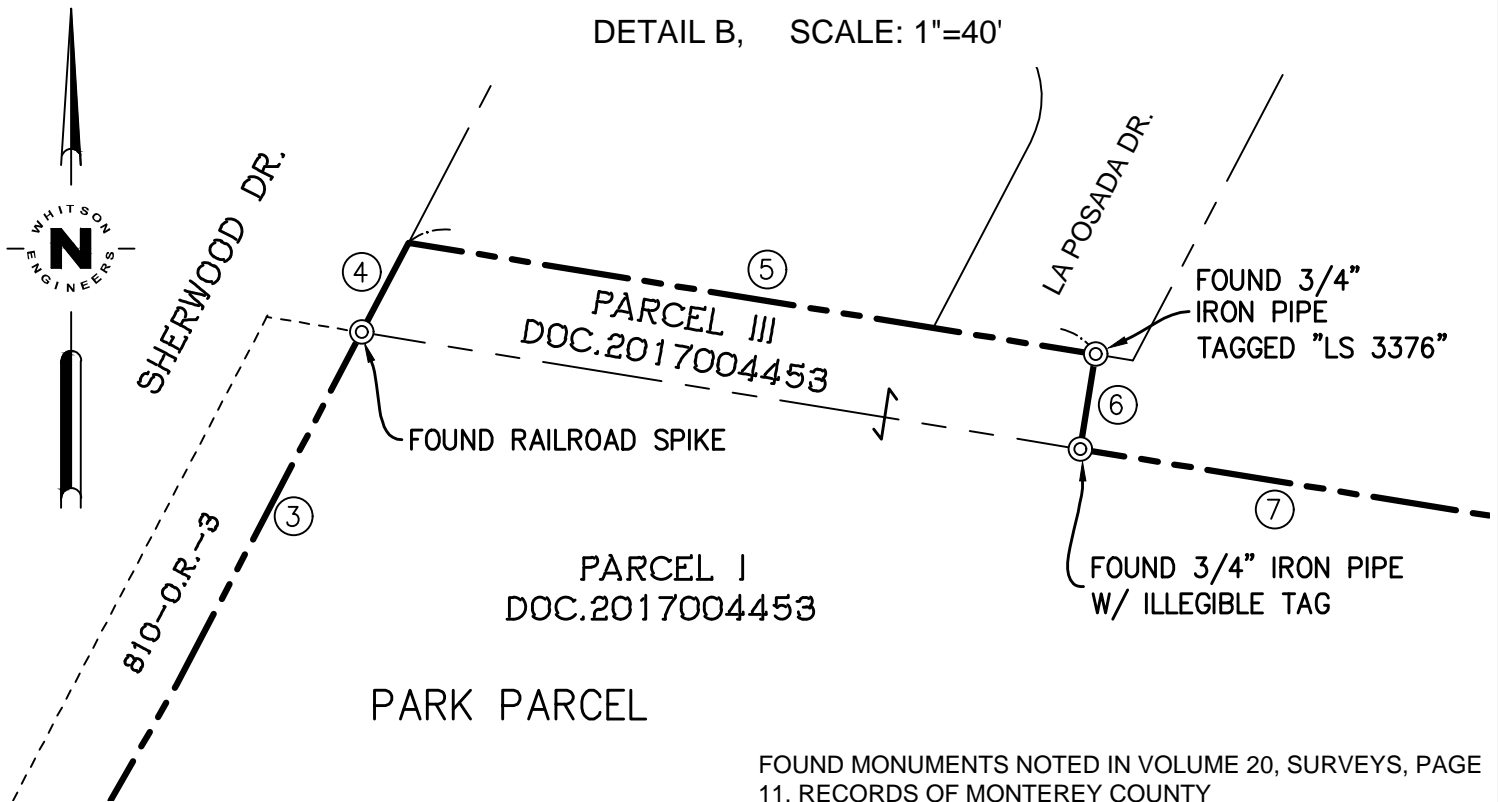 DETAIL B, SCALE: 1"=40'
WHITSON
N
ENGINEERS
SHERWOOD DR.
LA POSADA DR.
4
5
PARCEL III
DOC.2017004453
FOUND 3/4"
IRON PIPE
TAGGED "LS 3376"
6
FOUND RAILROAD SPIKE
3
7
810-O.R.-3
PARCEL I
DOC.2017004453
FOUND 3/4" IRON PIPE
W/ ILLEGIBLE TAG
PARK PARCEL
FOUND MONUMENTS NOTED IN VOLUME 20, SURVEYS, PAGE
11, RECORDS OF MONTEREY COUNTY